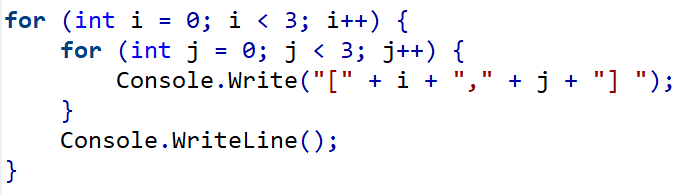 for (int i = 0; i < 3; i++) {
    for (int j = 0; j < 3; j++) {
        Console.Write("[" + i + "," + j + "] ");
    }
    Console.WriteLine();
}